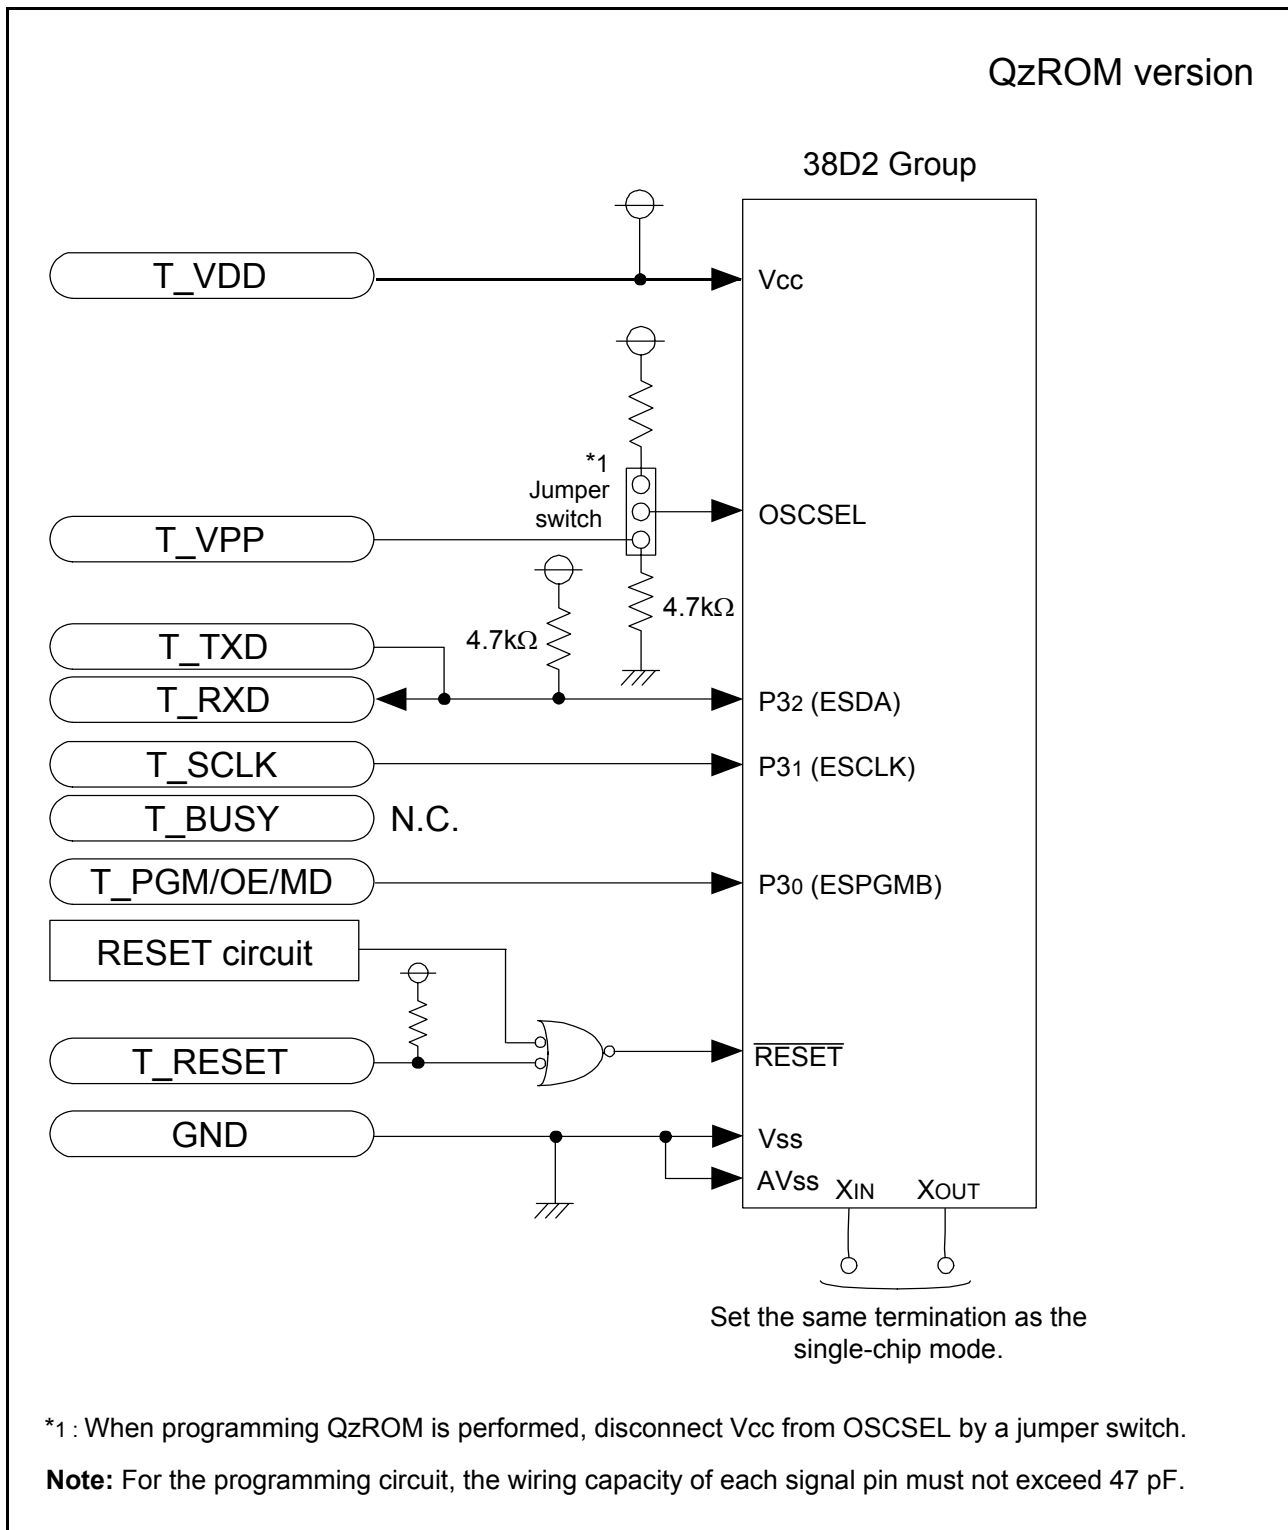 QzROM version
38D2 Group
T_VDD
Vcc
*1
Jumper
switch
OSCSEL
T_VPP
4.7kΩ
T_TXD
4.7kΩ
T_RXD
P32 (ESDA)
T_SCLK
P31 (ESCLK)
T_BUSY N.C.
T_PGM/OE/MD
P30 (ESPGMB)
RESET circuit
T_RESET
RESET
GND
Vss
AVss
XIN XOUT
Set the same termination as the
single-chip mode.
*1 : When programming QzROM is performed, disconnect Vcc from OSCSEL by a jumper switch.
Note: For the programming circuit, the wiring capacity of each signal pin must not exceed 47 pF.